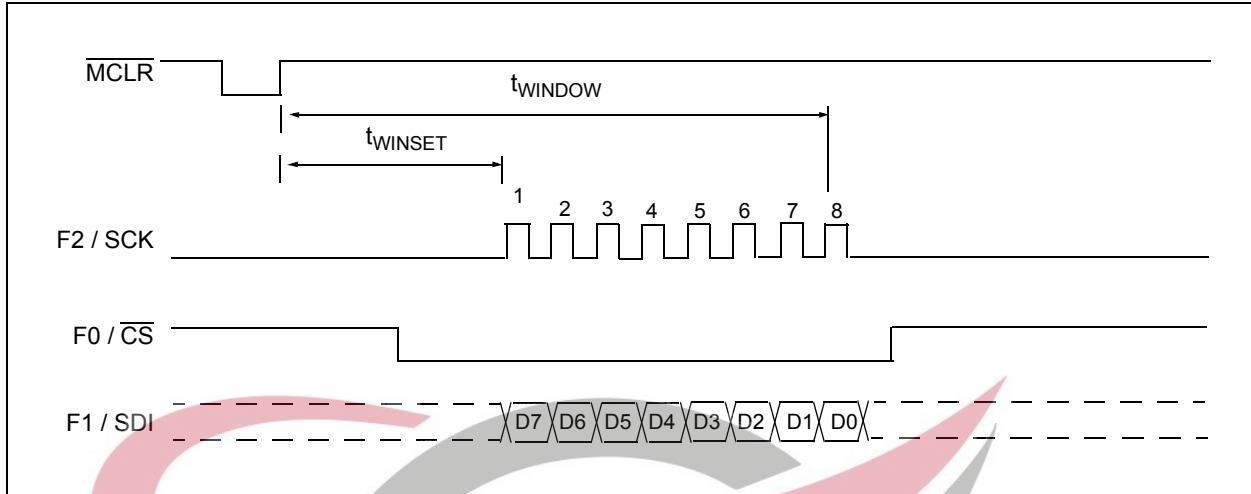 MCLR
tWINDOW
tWINSET
1 2 3 4 5 6 7 8
F2 / SCK
F0 / CS
F1 / SDI D7 D6 D5 D4 D3 D2 D1 D0